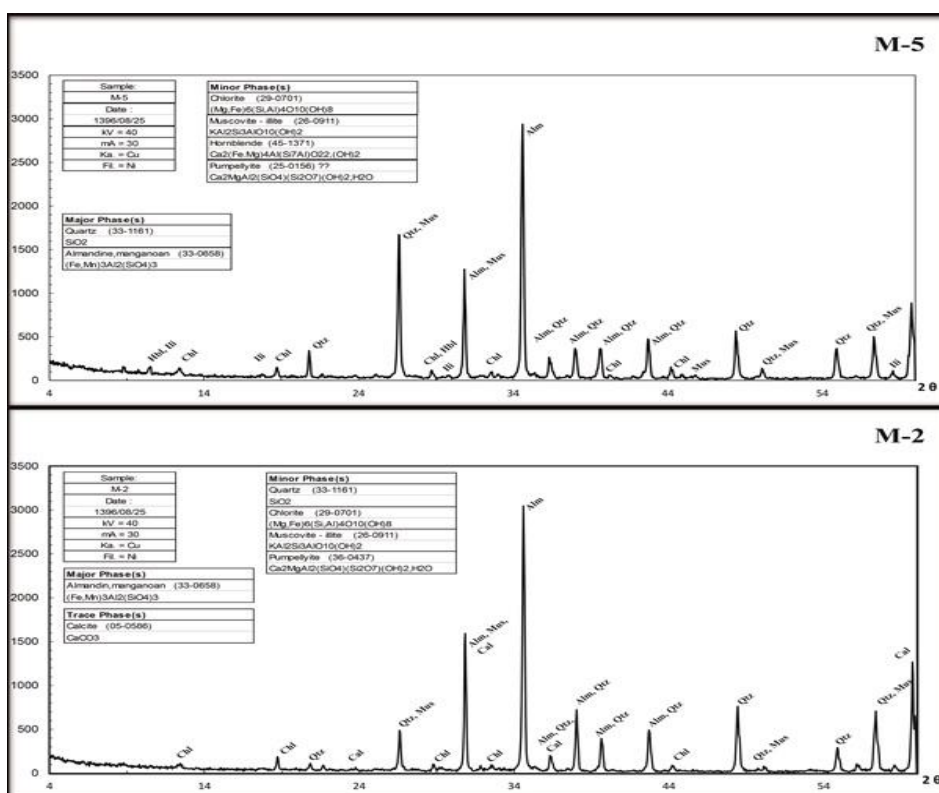 M-5
3500
3000
2500
2000
1500
1000
500
0
Sample:
M-5
Date :
1396/08/25
kV = 40
mA = 30
Ka. = Cu
Fil. = Ni
Major Phase(s)
Quartz (33-1161)
SiO2
Almandine,manganoan (33-0658)
(Fe,Mn)3Al2(SiO4)3
Minor Phase(s)
Chlorite (29-0701)
(Mg,Fe)6(Si,Al)4O10(OH)8
Muscovite - illite (26-0911)
KAl2Si3AlO10(OH)2
Hornblende (45-1371)
Ca2(Fe.Mg)4Al(Si7Al)O22,(OH)2
Pumpellyite (25-0156) ??
Ca2MgAl2(SiO4)(Si2O7)(OH)2,H2O
Hbl, Ili
Chl
Ili
Chl
Qtz
Qtz, Mus
Chl, Hbl
Ili
Alm, Mus
Chl
Alm
Alm, Qtz
Alm, Qtz
Alm, Qtz
Chl
Alm, Qtz
Chl
Mus
Qtz
Qtz, Mus
Qtz
Qtz, Mus
Ili
4 14 24 34 44 54 2 θ
M-2
3500
3000
2500
2000
1500
1000
500
0
Sample:
M-2
Date :
1396/08/25
kV = 40
mA = 30
Ka. = Cu
Fil. = Ni
Major Phase(s)
Almandin,manganoan (33-0658)
(Fe,Mn)3Al2(SiO4)3
Trace Phase(s)
Calcite (05-0586)
CaCO3
Minor Phase(s)
Quartz (33-1161)
SiO2
Chlorite (29-0701)
(Mg,Fe)6(Si,Al)4O10(OH)8
Muscovite - illite (26-0911)
KAl2Si3AlO10(OH)2
Pumpellyite (36-0437)
Ca2MgAl2(SiO4)(Si2O7)(OH)2,H2O
Chl
Chl
Qtz
Cal
Qtz, Mus
Chl
Alm, Mus,
Cal
Chl
Alm
Alm, Qtz,
Cal
Alm, Qtz
Alm, Qtz
Alm, Qtz
Chl
Qtz
Qtz, Mus
Qtz
Qtz, Mus
Cal
4 14 24 34 44 54 2 θ